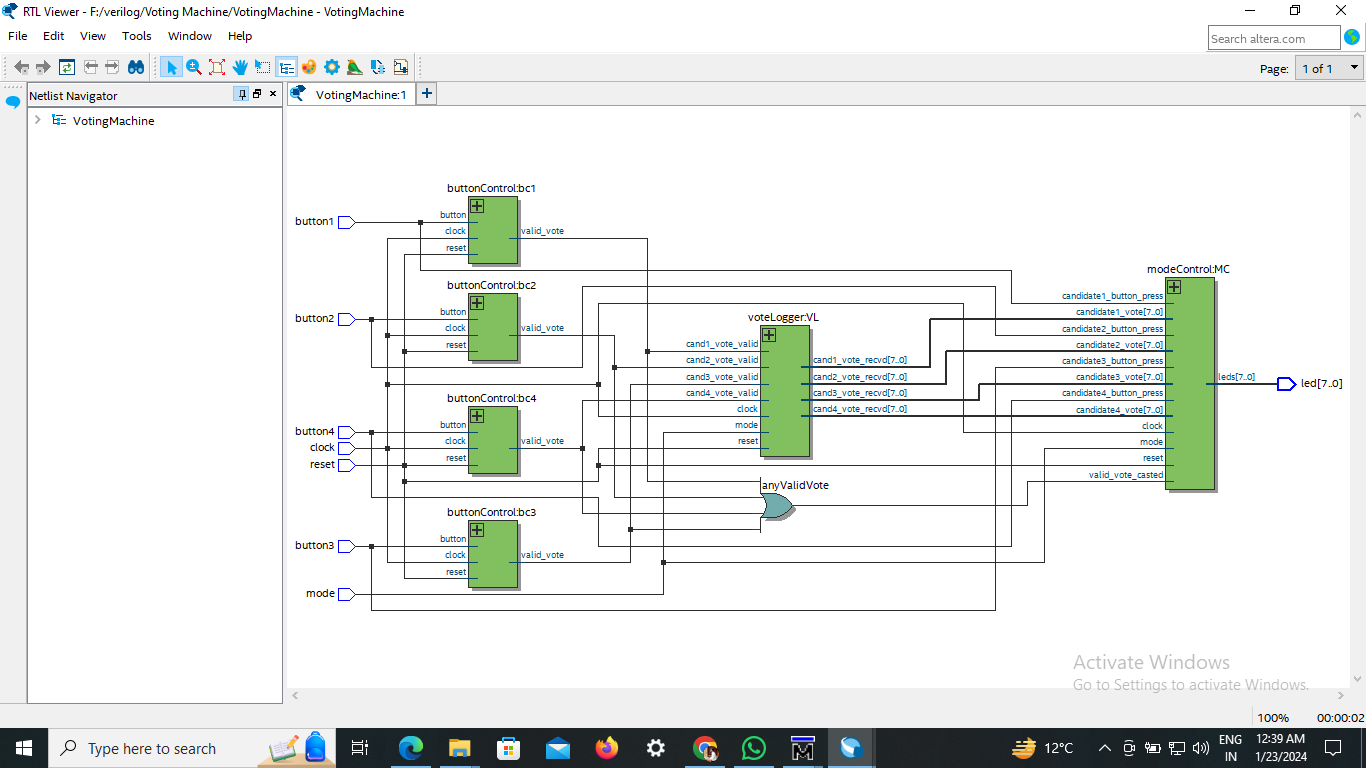 RTL Viewer - F:/verilog/Voting Machine/VotingMachine - VotingMachine
File Edit View Tools Window Help
Search altera.com
Page: 1 of 1
Netlist Navigator
VotingMachine:1
VotingMachine
buttonControl:bc1
button1
button
clock
reset
valid_vote
buttonControl:bc2
button2
button
clock
reset
valid_vote
buttonControl:bc4
button4
clock
reset
button
clock
reset
valid_vote
buttonControl:bc3
button3
button
clock
reset
valid_vote
mode
voteLogger:VL
cand1_vote_valid
cand2_vote_valid
cand3_vote_valid
cand4_vote_valid
clock
mode
reset
cand1_vote_recvd[7..0]
cand2_vote_recvd[7..0]
cand3_vote_recvd[7..0]
cand4_vote_recvd[7..0]
anyValidVote
modeControl:MC
candidate1_button_press
candidate1_vote[7..0]
candidate2_button_press
candidate2_vote[7..0]
candidate3_button_press
candidate3_vote[7..0]
candidate4_button_press
candidate4_vote[7..0]
clock
mode
reset
valid_vote_casted
leds[7..0]
led[7..0]
Activate Windows
Go to Settings to activate Windows.
100% 00:00:02
Type here to search
12°C
ENG
IN
12:39 AM
1/23/2024